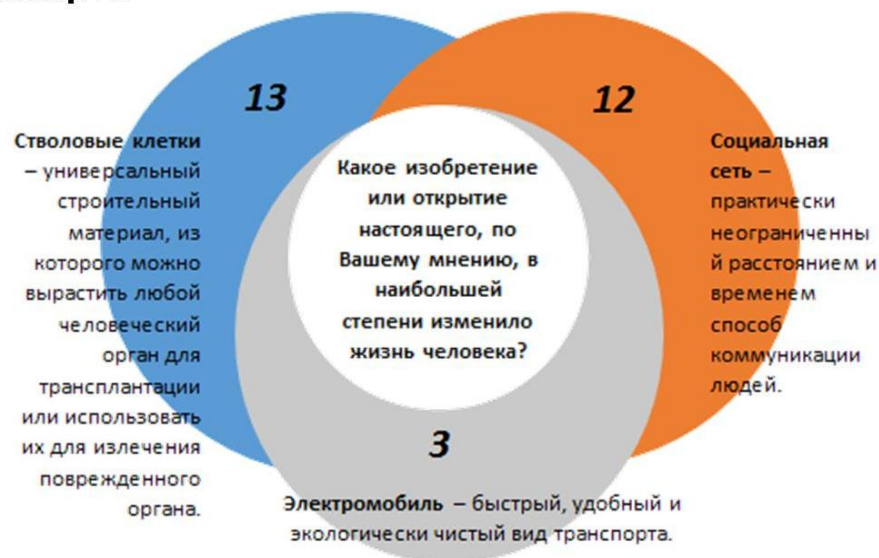 13
12
Стволовые клетки
– универсальный
строительный
материал, из
которого можно
вырастить любой
человеческий
орган для
трансплантации
или использовать
их для излечения
поврежденного
органа.
Какое изобретение
или открытие
настоящего, по
Вашему мнению, в
наибольшей
степени изменило
жизнь человека?
Социальная
сеть –
практически
неограниченны
й расстоянием и
временем
способ
коммуникации
людей.
3
Электромобиль – быстрый, удобный и
экологически чистый вид транспорта.